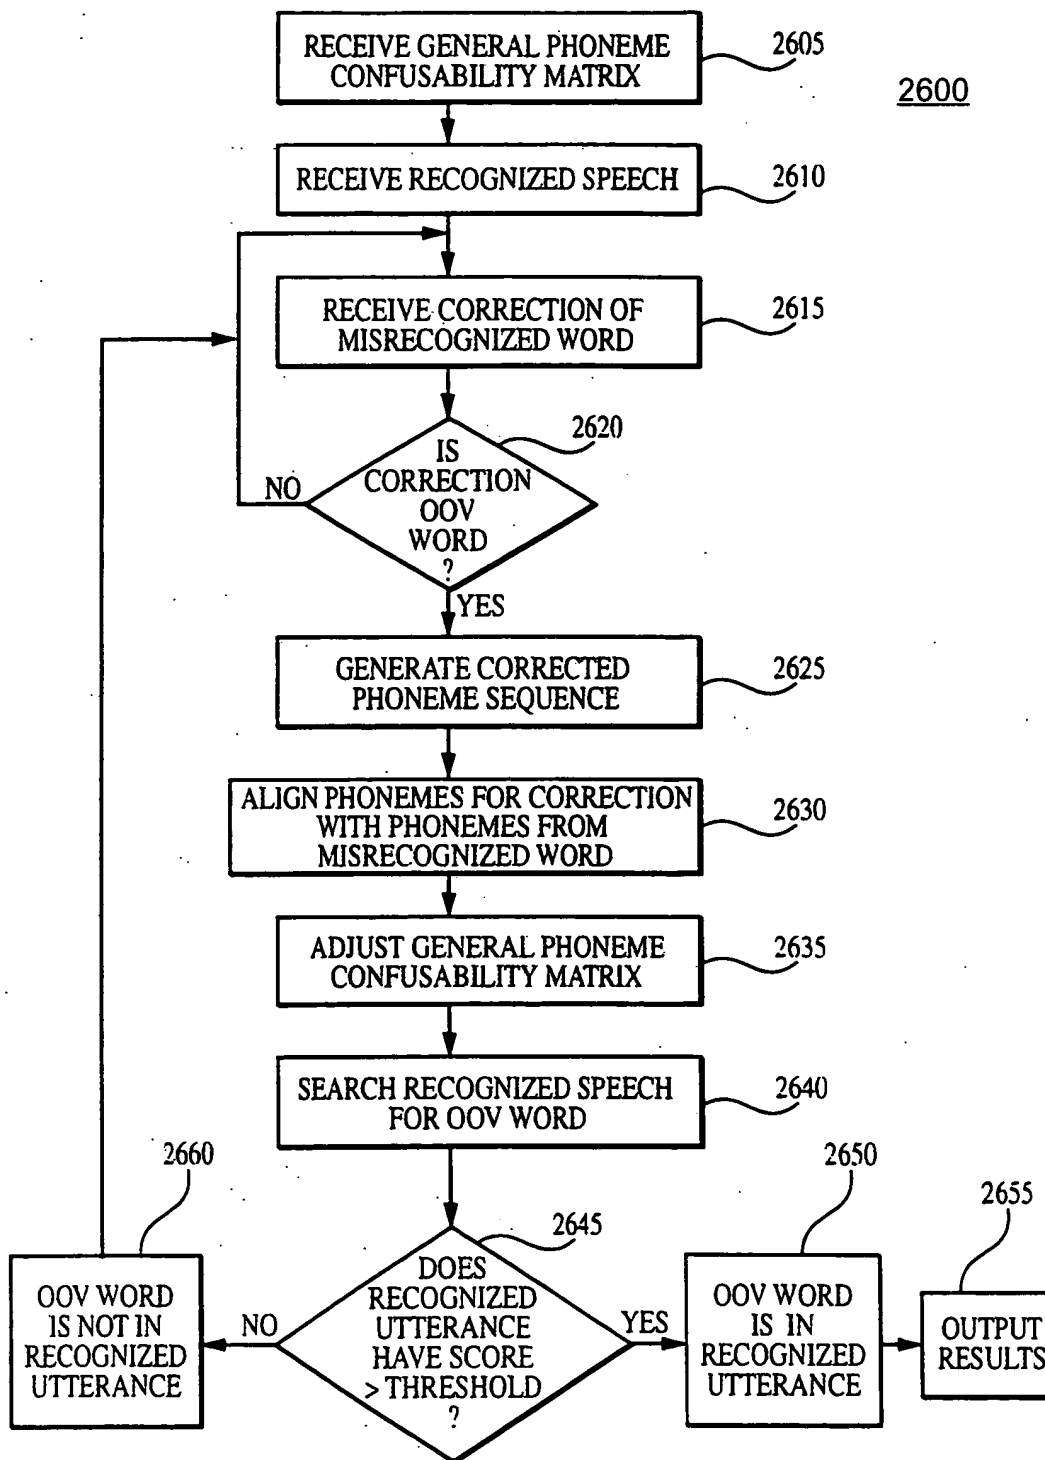 RECEIVE GENERAL PHONEME
CONFUSABILITY MATRIX
2605
2600
RECEIVE RECOGNIZED SPEECH
2610
RECEIVE CORRECTION OF
MISRECOGNIZED WORD
2615
IS
CORRECTION
OOV
WORD
?
2620
NO
YES
GENERATE CORRECTED
PHONEME SEQUENCE
2625
ALIGN PHONEMES FOR CORRECTION
WITH PHONEMES FROM
MISRECOGNIZED WORD
2630
ADJUST GENERAL PHONEME
CONFUSABILITY MATRIX
2635
SEARCH RECOGNIZED SPEECH
FOR OOV WORD
2640
DOES
RECOGNIZED
UTTERANCE
HAVE SCORE
> THRESHOLD
?
2645
NO
YES
2660
OOV WORD
IS NOT IN
RECOGNIZED
UTTERANCE
2650
OOV WORD
IS IN
RECOGNIZED
UTTERANCE
2655
OUTPUT
RESULTS